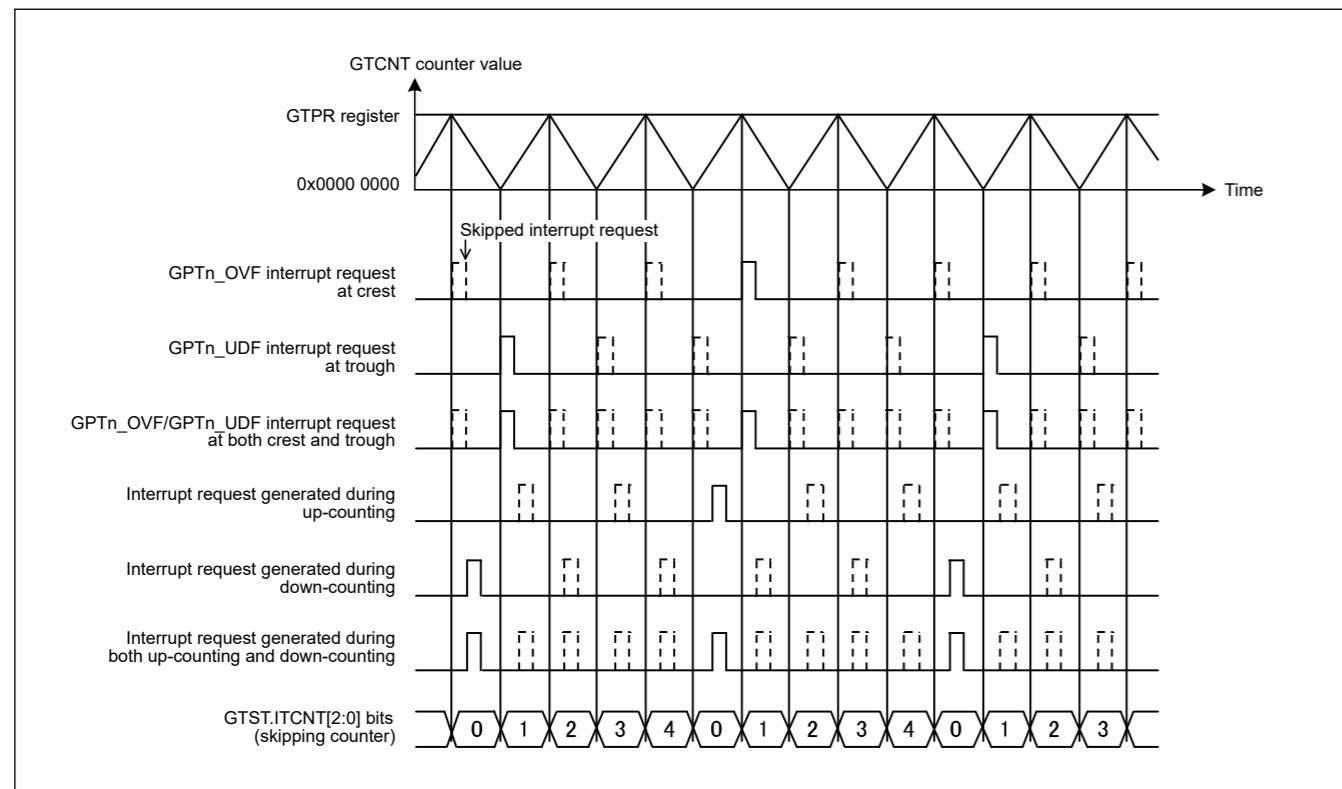 GTCNT counter value
GTPR register
0x0000 0000
Time
Skipped interrupt request
GPTn_OVF interrupt request
at crest
GPTn_UDF interrupt request
at trough
GPTn_OVF/GPTn_UDF interrupt request
at both crest and trough
Interrupt request generated during
up-counting
Interrupt request generated during
down-counting
Interrupt request generated during
both up-counting and down-counting
GTST.ITCNT[2:0] bits
(skipping counter)
0 1 2 3 4 0 1 2 3 4 0 1 2 3